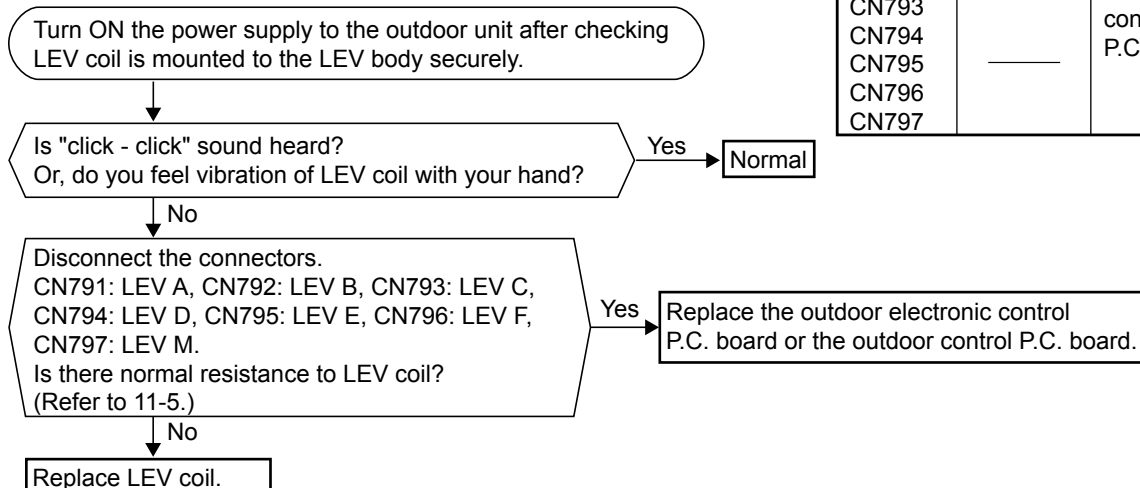 Turn ON the power supply to the outdoor unit after checking
LEV coil is mounted to the LEV body securely.
Is "click - click" sound heard?
Or, do you feel vibration of LEV coil with your hand?
Yes
Normal
No
Disconnect the connectors.
CN791: LEV A, CN792: LEV B, CN793: LEV C,
CN794: LEV D, CN795: LEV E, CN796: LEV F,
CN797: LEV M.
Is there normal resistance to LEV coil?
(Refer to 11-5.)
Yes
Replace the outdoor electronic control
P.C. board or the outdoor control P.C. board.
No
Replace LEV coil.
CN793
CN794
CN795
CN796
CN797